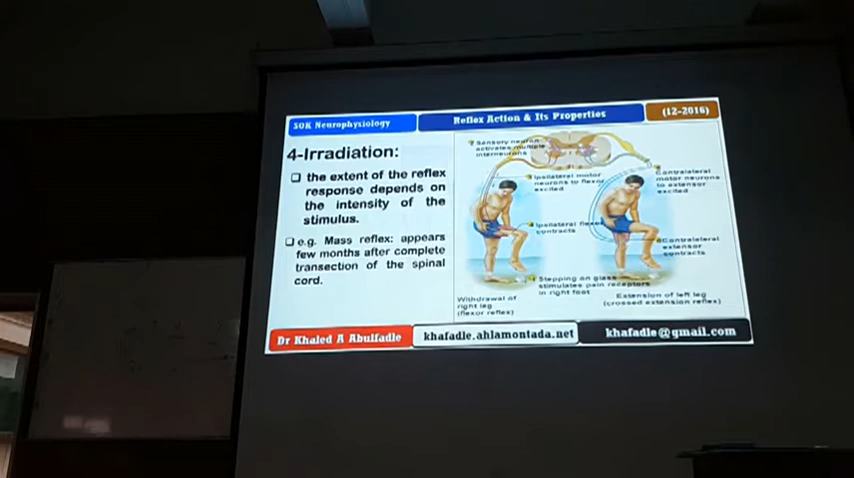 SOK Neurophysiology
Reflex Action & Its Properties
(12-2016)
4-Irradiation:
❑ the extent of the reflex
response depends on
the intensity of the
stimulus.
❑ e.g. Mass reflex: appears
few months after complete
transection of the spinal
cord.
Sensory neuron
activates multiple
interneurons
Ipsilateral motor
neurons to flexor
excited
Contralateral
motor neurons
to extensor
excited
Ipsilateral flexor
contracts
Contralateral
extensor
contracts
Stepping on glass
stimulates pain receptors
in right foot
Withdrawal of
right leg
(flexor reflex)
Extension of left leg
(crossed extension reflex)
Dr Khaled A Abulfadle
khafadle.ahlamontada.net
khafadle@gmail.com